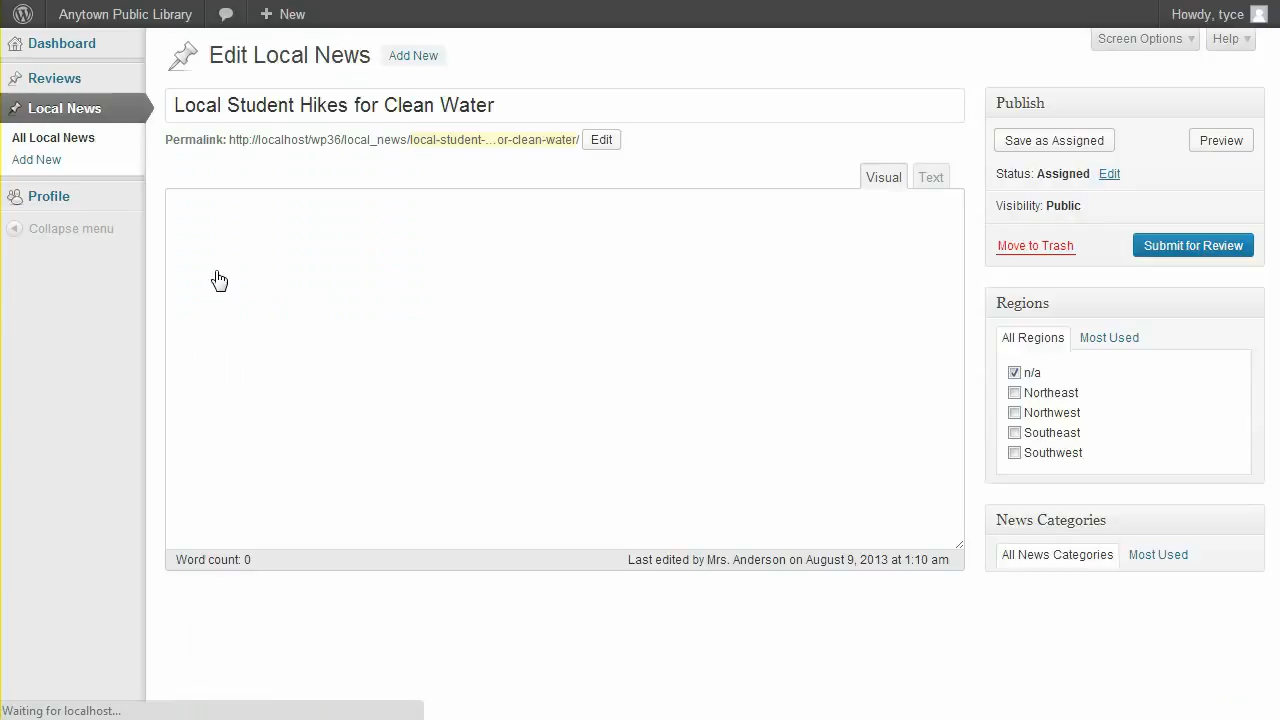 Anytown Public Library
New
Howdy, tyce
Dashboard
Reviews
Local News
All Local News
Add New
Profile
Collapse menu
Screen Options
Help
Edit Local News
Add New
Local Student Hikes for Clean Water
Permalink: http://localhost/wp36/local_news/local-student-...or-clean-water/ Edit
Visual
Text
Word count: 0
Last edited by Mrs. Anderson on August 9, 2013 at 1:10 am
Publish
Save as Assigned
Preview
Status: Assigned Edit
Visibility: Public
Move to Trash
Submit for Review
Regions
All Regions
Most Used
n/a
Northeast
Northwest
Southeast
Southwest
News Categories
All News Categories
Most Used
Waiting for localhost...